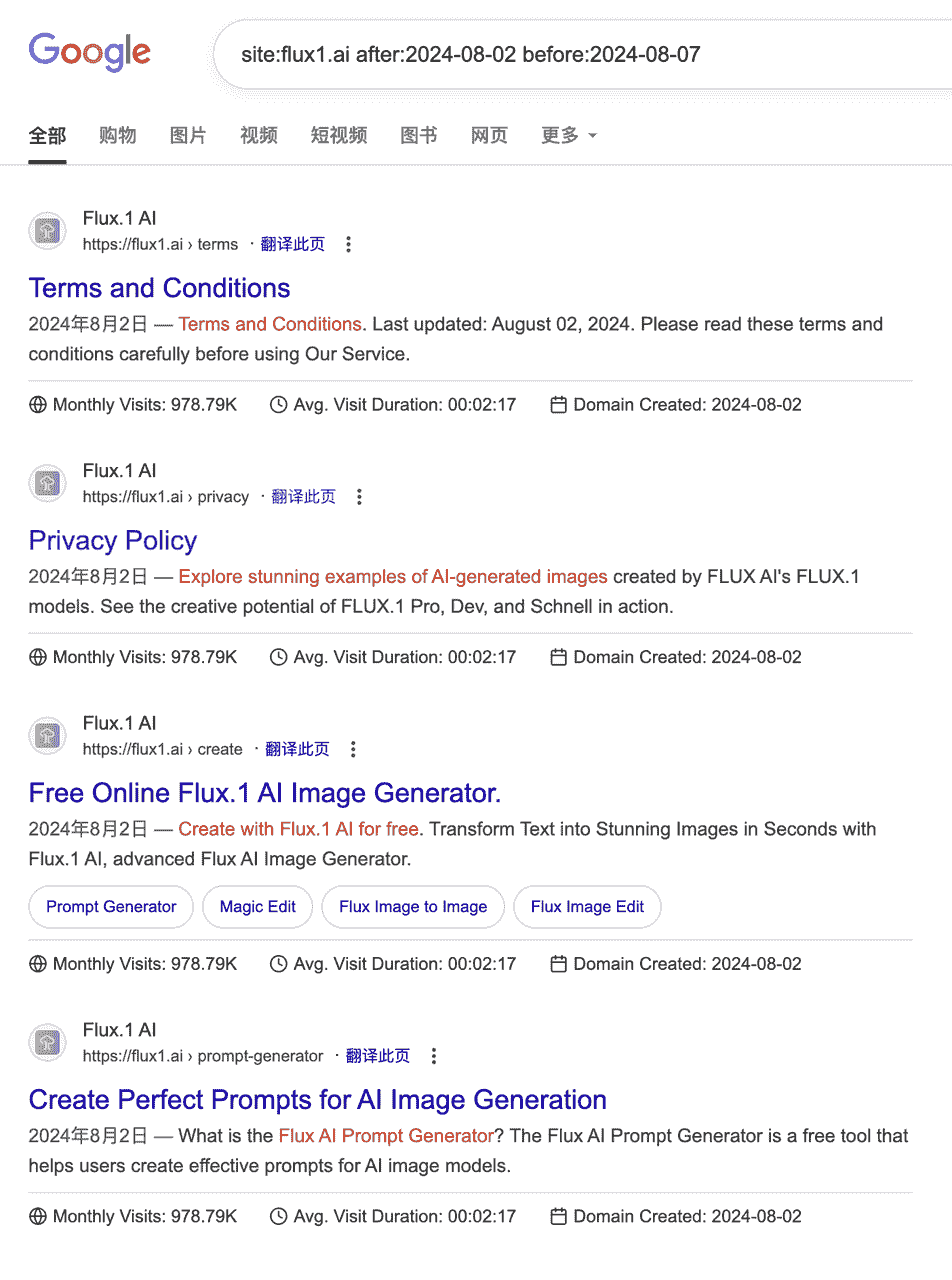 Google
site:flux1.ai after:2024-08-02 before:2024-08-07
全部 购物 图片 视频 短视频 图书 网页 更多
Flux.1 AI
https://flux1.ai › terms · 翻译此页
Terms and Conditions
2024年8月2日 — Terms and Conditions. Last updated: August 02, 2024. Please read these terms and
conditions carefully before using Our Service.
Monthly Visits: 978.79K Avg. Visit Duration: 00:02:17 Domain Created: 2024-08-02
Flux.1 AI
https://flux1.ai › privacy · 翻译此页
Privacy Policy
2024年8月2日 — Explore stunning examples of AI-generated images created by FLUX AI's FLUX.1
models. See the creative potential of FLUX.1 Pro, Dev, and Schnell in action.
Monthly Visits: 978.79K Avg. Visit Duration: 00:02:17 Domain Created: 2024-08-02
Flux.1 AI
https://flux1.ai › create · 翻译此页
Free Online Flux.1 AI Image Generator.
2024年8月2日 — Create with Flux.1 AI for free. Transform Text into Stunning Images in Seconds with
Flux.1 AI, advanced Flux AI Image Generator.
Prompt Generator Magic Edit Flux Image to Image Flux Image Edit
Monthly Visits: 978.79K Avg. Visit Duration: 00:02:17 Domain Created: 2024-08-02
Flux.1 AI
https://flux1.ai › prompt-generator · 翻译此页
Create Perfect Prompts for AI Image Generation
2024年8月2日 — What is the Flux AI Prompt Generator? The Flux AI Prompt Generator is a free tool that
helps users create effective prompts for AI image models.
Monthly Visits: 978.79K Avg. Visit Duration: 00:02:17 Domain Created: 2024-08-02